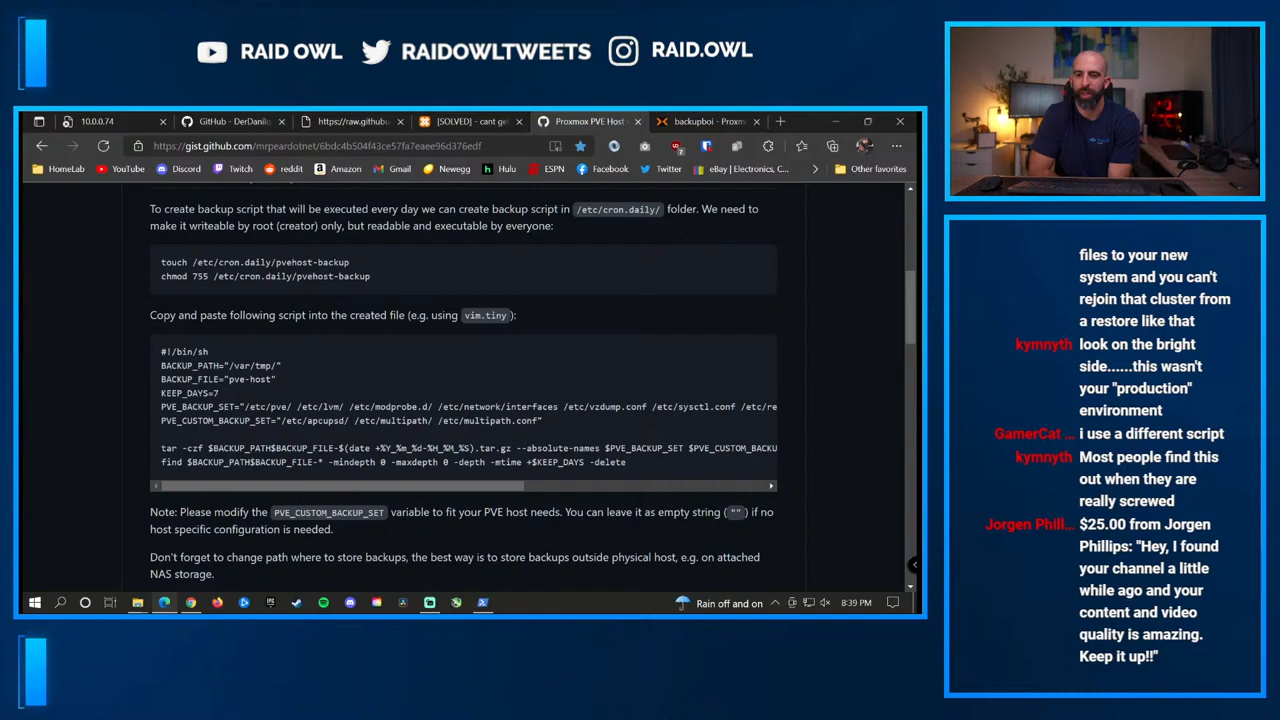 RAID OWL
RAIDOWLTWEETS
RAID.OWL
10.0.0.74
GitHub - DerDanilo
https://raw.githubu
[SOLVED] - cant ge
Proxmox PVE Host
backupboi - Proxm
https://gist.github.com/mrpeardotnet/6bdc4b504f43ce57fa7eaee96d376edf
HomeLab
YouTube
Discord
Twitch
reddit
Amazon
Gmail
Newegg
Hulu
ESPN
Facebook
Twitter
eBay | Electronics, C...
Other favorites
To create backup script that will be executed every day we can create backup script in /etc/cron.daily/ folder. We need to
make it writeable by root (creator) only, but readable and executable by everyone:
touch /etc/cron.daily/pvehost-backup
chmod 755 /etc/cron.daily/pvehost-backup
Copy and paste following script into the created file (e.g. using vim.tiny):
#!/bin/sh
BACKUP_PATH="/var/tmp/"
BACKUP_FILE="pve-host"
KEEP_DAYS=7
PVE_BACKUP_SET="/etc/pve/ /etc/lvm/ /etc/modprobe.d/ /etc/network/interfaces /etc/vzdump.conf /etc/sysctl.conf /etc/re
PVE_CUSTOM_BACKUP_SET="/etc/apcupsd/ /etc/multipath/ /etc/multipath.conf"
tar -czf $BACKUP_PATH$BACKUP_FILE-$(date +%Y_%m_%d-%H_%M_%S).tar.gz --absolute-names $PVE_BACKUP_SET $PVE_CUSTOM_BACKU
find $BACKUP_PATH$BACKUP_FILE-* -mindepth 0 -maxdepth 0 -depth -mtime +$KEEP_DAYS -delete
Note: Please modify the PVE_CUSTOM_BACKUP_SET variable to fit your PVE host needs. You can leave it as empty string ("") if no
host specific configuration is needed.
Don't forget to change path where to store backups, the best way is to store backups outside physical host, e.g. on attached
NAS storage.
Rain off and on
8:39 PM
files to your new
system and you can't
rejoin that cluster from
a restore like that
kymnyth look on the bright
side......this wasn't
your "production"
environment
GamerCat ... i use a different script
kymnyth Most people find this
out when they are
really screwed
Jorgen Phill... $25.00 from Jorgen
Phillips: "Hey, I found
your channel a little
while ago and your
content and video
quality is amazing.
Keep it up!!"